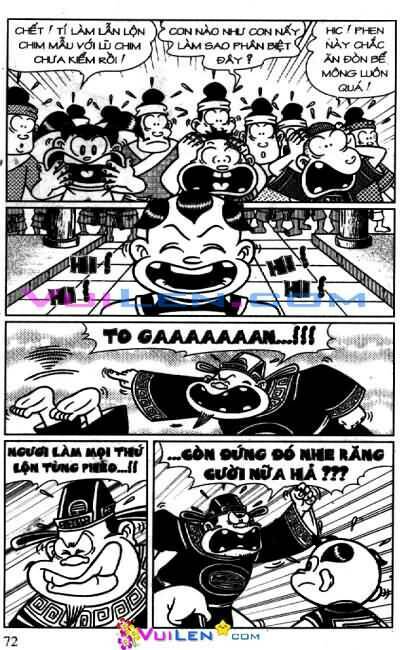 CHẾT! TÍ LÀM LẪN LỘN
CHIM MẪU VỚI LŨ CHIM
CHƯA KIỂM RỒI!
CON NÀO NHƯ CON NẤY
LÀM SAO PHÂN BIỆT
ĐÂY?
HIC! PHEN
NÀY CHẮC
ĂN ĐÒN BỂ
MÔNG LUÔN
QUÁ!
HI!
HI!
HI!
HI!
VUILEN.COM
TO GAAAAAAAN...!!!
NGƯƠI LÀM MỌI THỨ
LỘN TÙNG PHÈO...!!
...CÒN ĐỨNG ĐÓ NHE RĂNG
CƯỜI NỮA HẢ???
72
VUILEN.COM